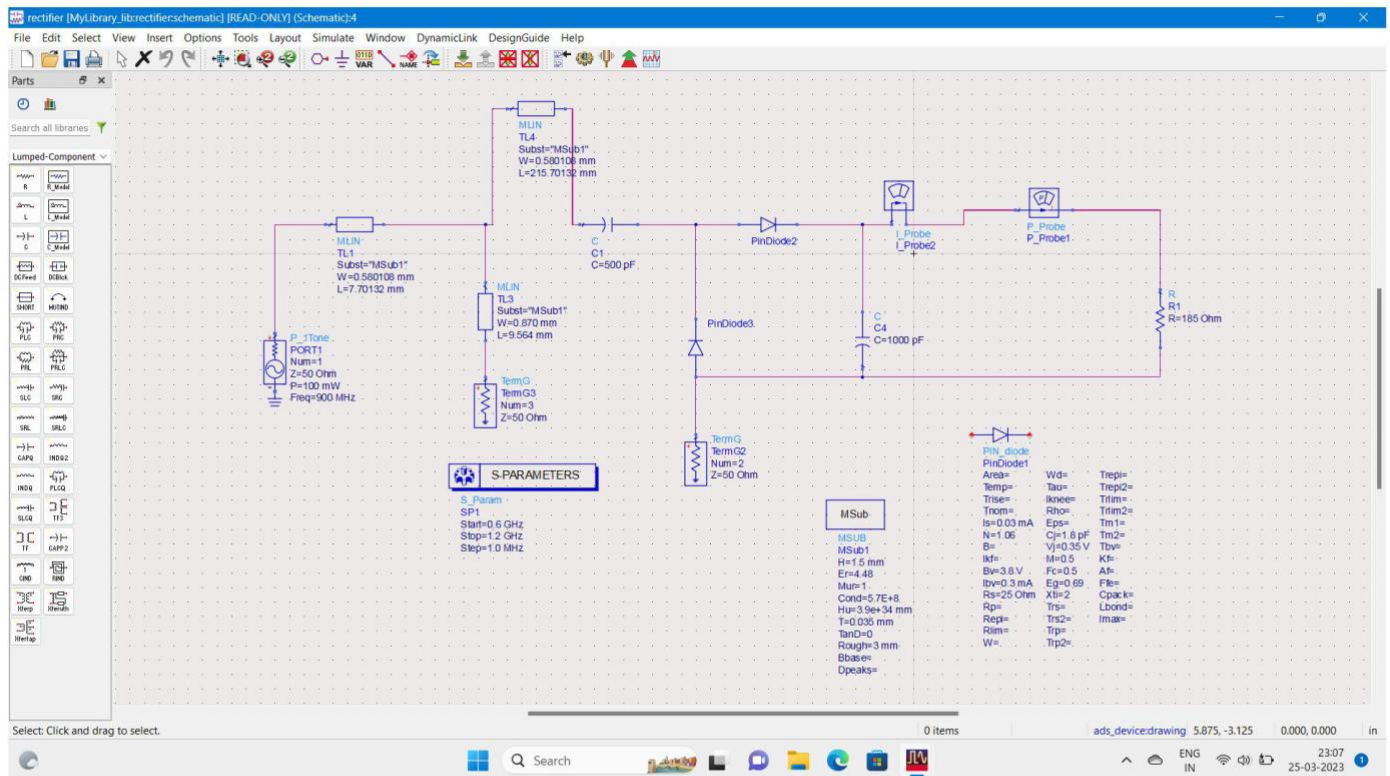 rectifier [MyLibrary_lib:rectifier:schematic] [READ-ONLY] (Schematic):4
File Edit Select View Insert Options Tools Layout Simulate Window DynamicLink DesignGuide Help
VAR
NAME
Parts
Search all libraries
Lumped-Component
R R_Model
L L_Model
C C_Model
DCFeed DCBlck
SHORT MUTIND
PLC PRC
PRL PRLC
SLC SRC
SRL SRLC
CAPQ INDQ2
INDQ PLCQ
SLCQ TF3
TF CAPP2
CIND RIND
Xferp Xferruth
Xfertap
MLIN
TL4
Subst="MSub1"
W=0.580108 mm
L=215.70132 mm
MLIN
TL1
Subst="MSub1"
W=0.580108 mm
L=7.70132 mm
C
C1
C=500 pF
PinDiode2
I_Probe
I_Probe2
P_Probe
P_Probe1
MLIN
TL3
Subst="MSub1"
W=0.870 mm
L=9.564 mm
PinDiode3
C
C4
C=1000 pF
R
R1
R=185 Ohm
P_1Tone
PORT1
Num=1
Z=50 Ohm
P=100 mW
Freq=900 MHz
TermG
TermG3
Num=3
Z=50 Ohm
TermG
TermG2
Num=2
Z=50 Ohm
S-PARAMETERS
S_Param
SP1
Start=0.6 GHz
Stop=1.2 GHz
Step=1.0 MHz
MSub
MSUB
MSub1
H=1.5 mm
Er=4.48
Mur=1
Cond=5.7E+8
Hu=3.9e+34 mm
T=0.035 mm
TanD=0
Rough=3 mm
Bbase=
Dpeaks=
PIN_diode
PinDiode1
Area= Wd= Trepi=
Temp= Tau= Trepi2=
Trise= Iknee= Trlim=
Tnom= Rho= Trlim2=
Is=0.03 mA Eps= Tm1=
N=1.06 Cj=1.8 pF Tm2=
B= Vj=0.35 V Tbv=
Ikf= M=0.5 Kf=
Bv=3.8 V Fc=0.5 Af=
Ibv=0.3 mA Eg=0.69 Ffe=
Rs=25 Ohm Xti=2 Cpack=
Rp= Trs= Lbond=
Repi= Trs2= Imax=
Rlim= Trp=
W= Trp2=
Select: Click and drag to select.
0 items
ads_device:drawing 5.875, -3.125
0.000, 0.000
in
Search
ENG
IN
23:07
25-03-2023
1